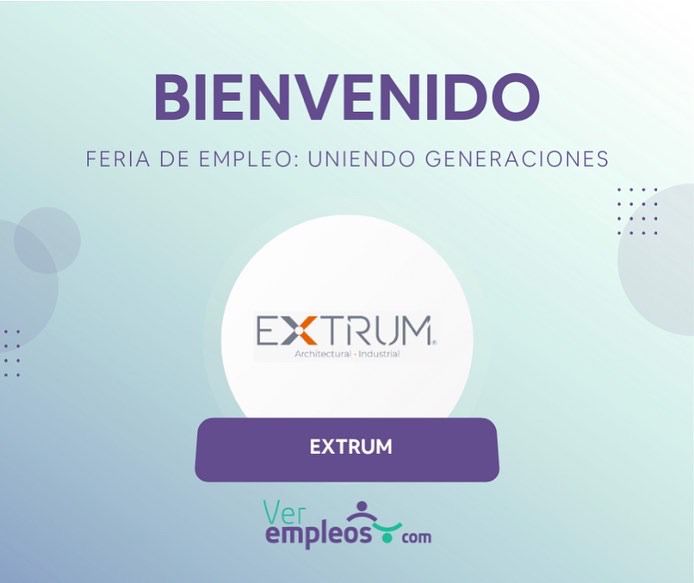 BIENVENIDO
FERIA DE EMPLEO: UNIENDO GENERACIONES
EXTRUM®
Architectural - Industrial
EXTRUM
Ver
empleos.com